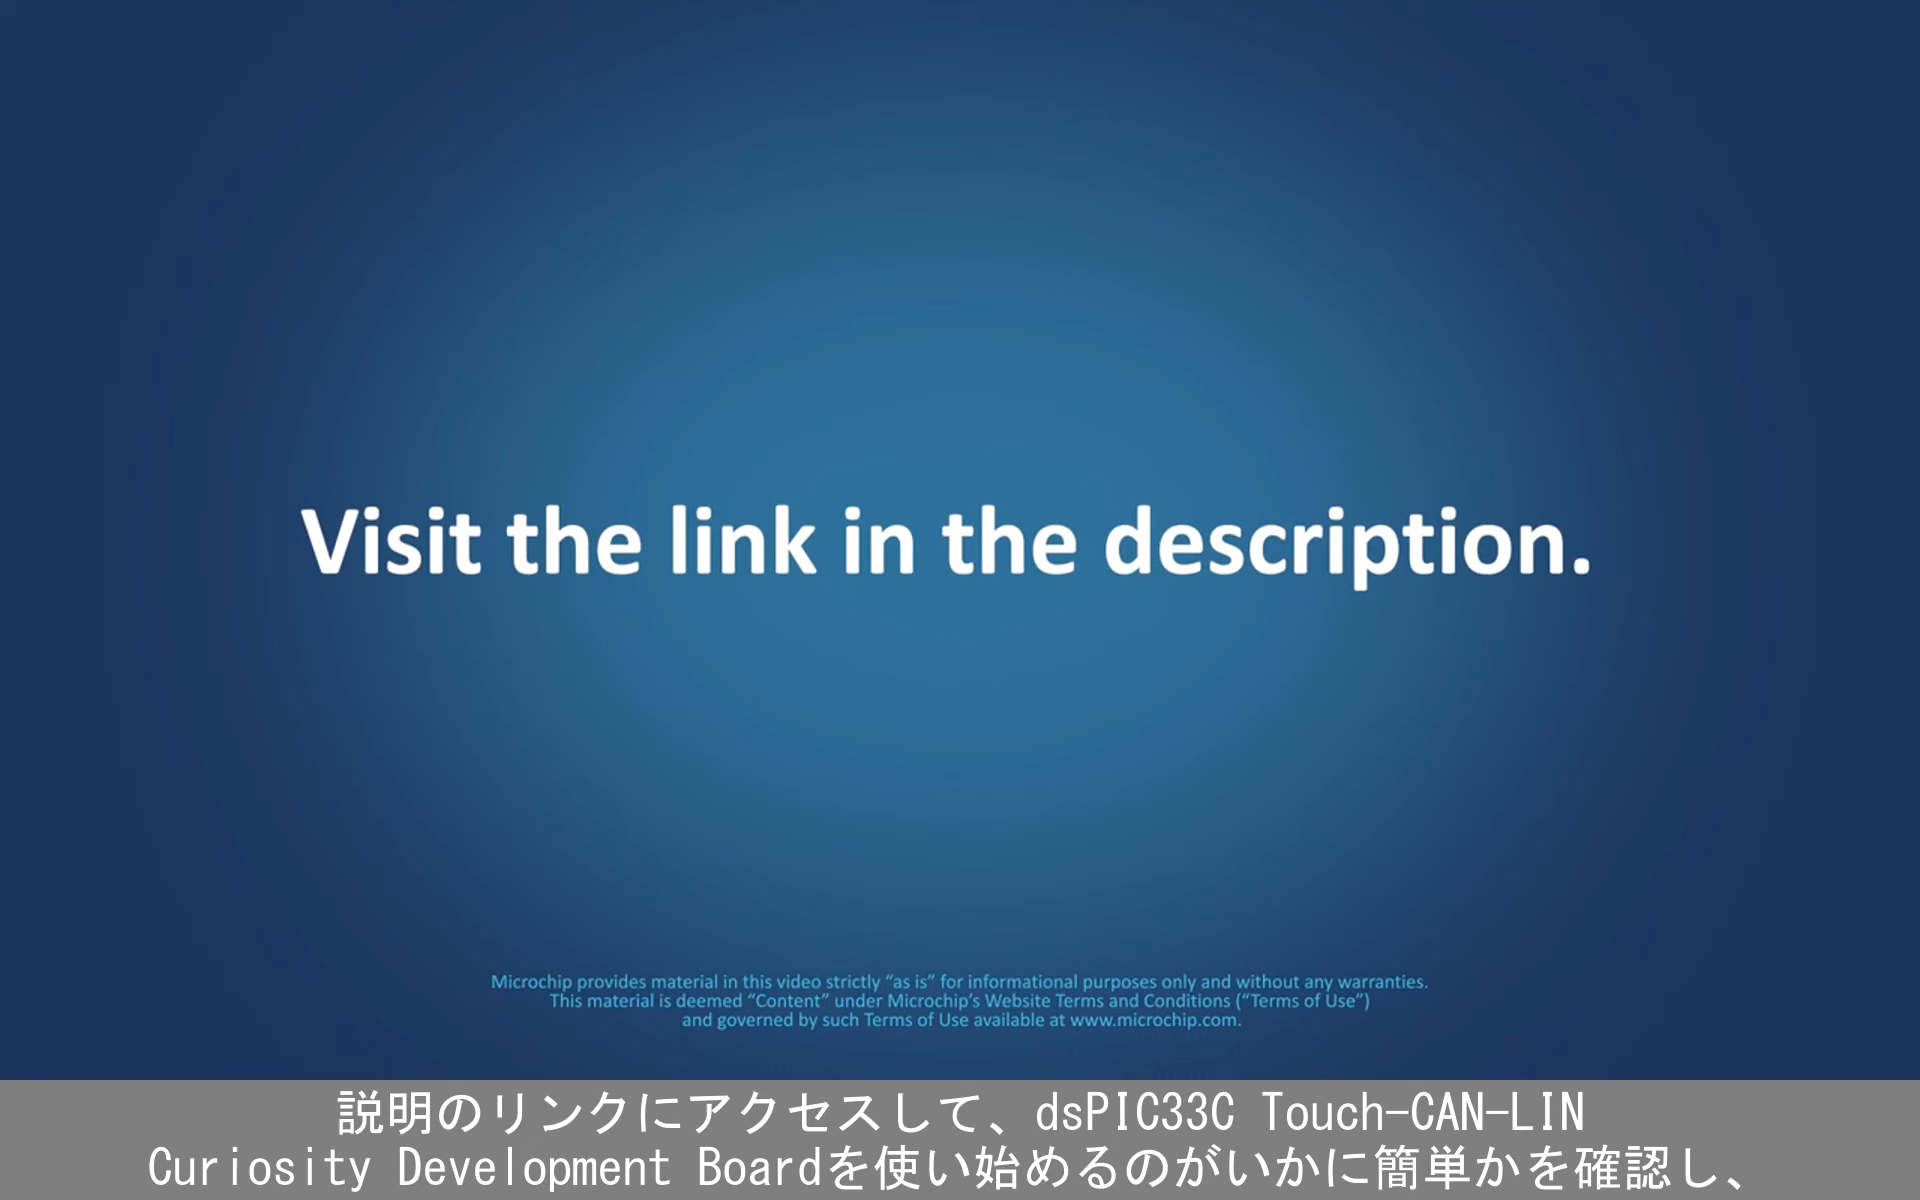 Visit the link in the description.
Microchip provides material in this video strictly “as is” for informational purposes only and without any warranties.
This material is deemed “Content” under Microchip’s Website Terms and Conditions (“Terms of Use”)
and governed by such Terms of Use available at www.microchip.com.
説明のリンクにアクセスして、dsPIC33C Touch-CAN-LIN
Curiosity Development Boardを使い始めるのがいかに簡単かを確認し、